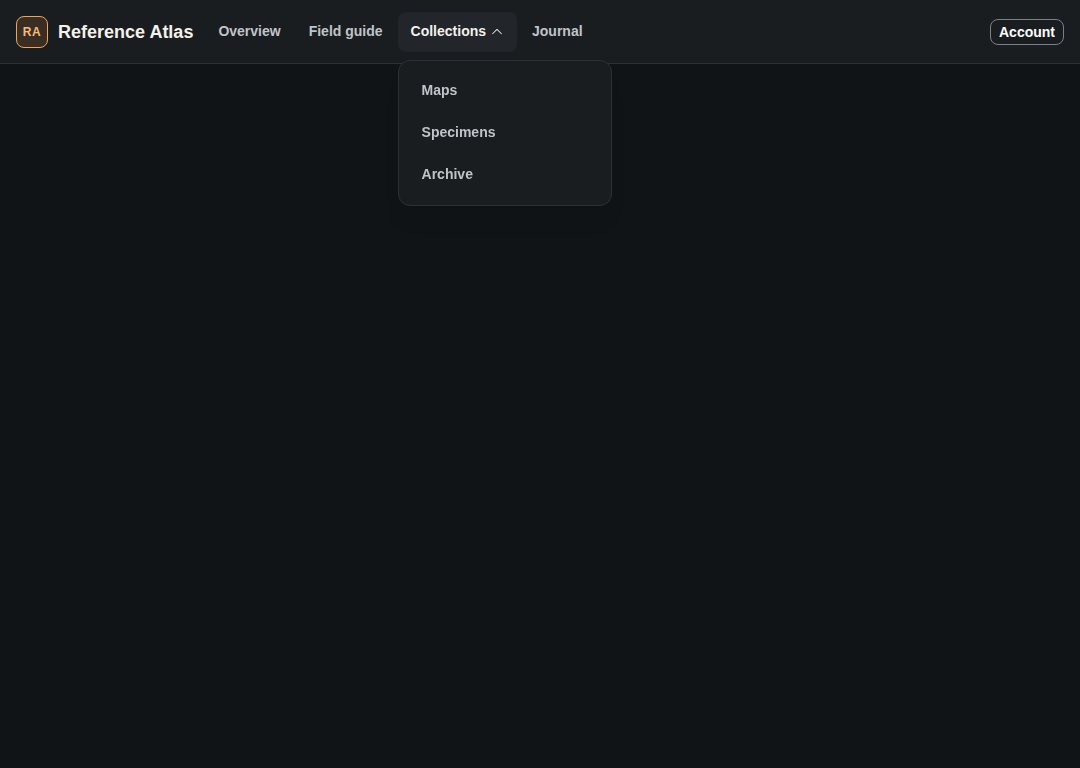 RA Reference Atlas Overview Field guide Collections Journal Account
Maps
Specimens
Archive